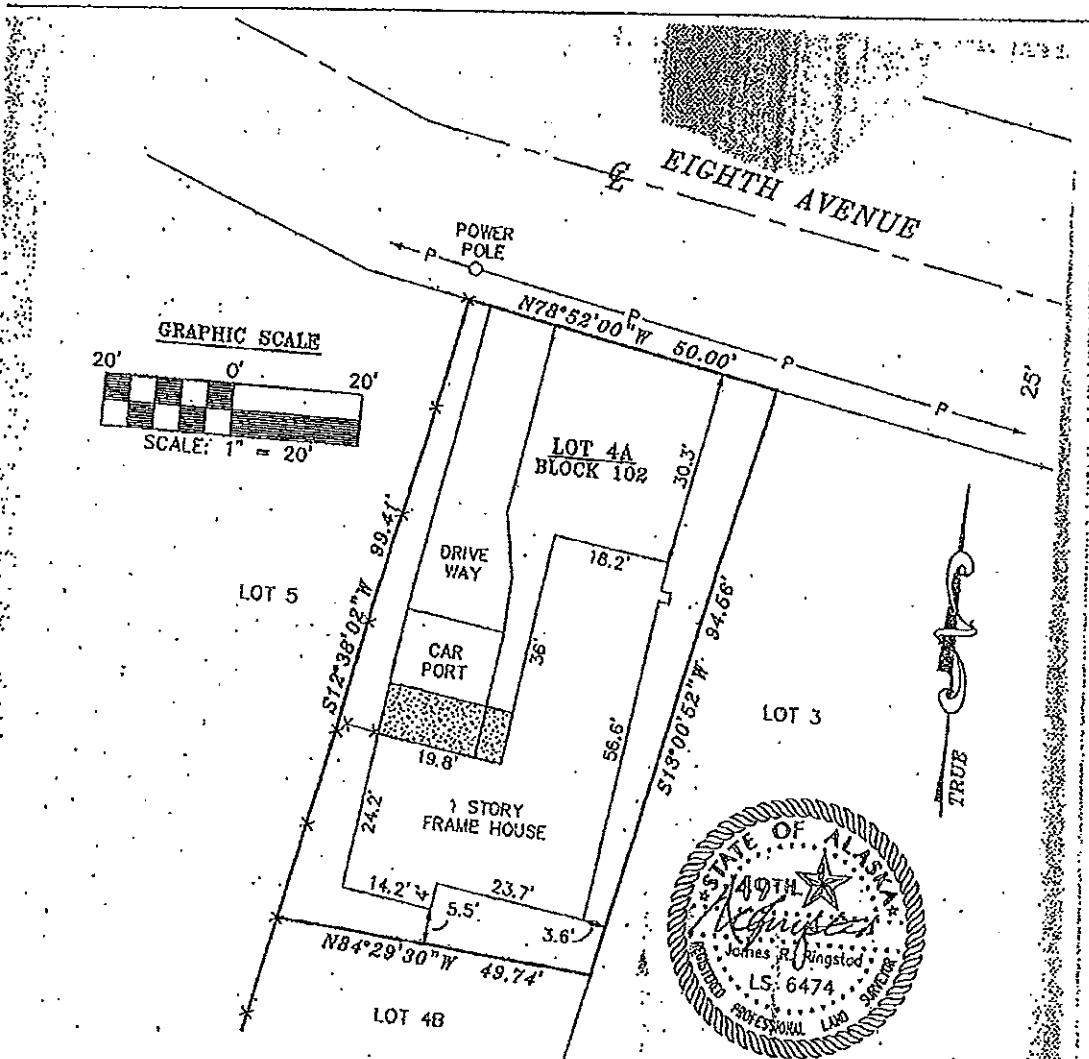 EIGHTH AVENUE
POWER
POLE
P
P
P
P
N78°52'00"W 50.00'
25'
GRAPHIC SCALE
20' 0' 20'
SCALE: 1" = 20'
LOT 4A
BLOCK 102
30.3'
DRIVE
WAY
18.2'
S12°38'02"W 99.41'
LOT 5
CAR
PORT
36'
S13°00'52"W 94.56'
LOT 3
56.6'
19.8'
TRUE
1 STORY
FRAME HOUSE
24.2'
14.2' 4'
23.7'
5.5'
3.6'
N84°29'30"W 49.74'
LOT 4B
STATE OF ALASKA
49TH
James R. Ringstad
LS 6474
REGISTERED PROFESSIONAL LAND SURVEYOR